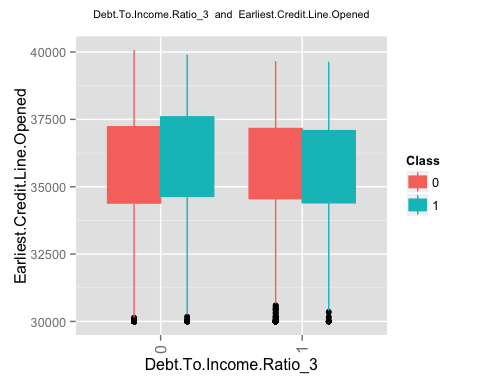 Debt.To.Income.Ratio_3 and Earliest.Credit.Line.Opened
40000
37500
35000
32500
30000
Earliest.Credit.Line.Opened
0
1
Debt.To.Income.Ratio_3
Class
0
1